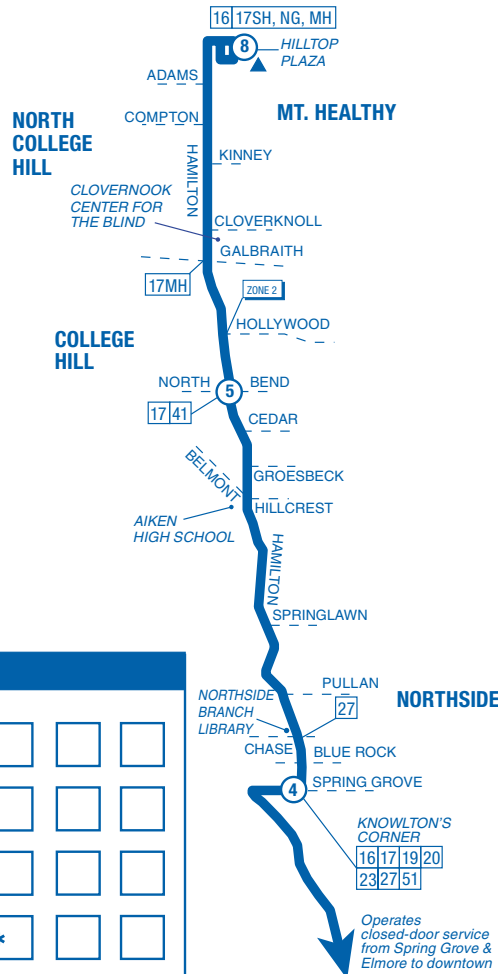 16 17SH, NG, MH
8
HILLTOP
PLAZA
ADAMS
MT. HEALTHY
COMPTON
NORTH
COLLEGE
HILL
HAMILTON
KINNEY
CLOVERNOOK
CENTER FOR
THE BLIND
CLOVERKNOLL
GALBRAITH
17MH
ZONE 2
HOLLYWOOD
COLLEGE
HILL
NORTH 5 BEND
17 41
CEDAR
BELMONT
GROESBECK
HILLCREST
AIKEN
HIGH SCHOOL
HAMILTON
SPRINGLAWN
PULLAN
NORTHSIDE
27
NORTHSIDE
BRANCH
LIBRARY
CHASE BLUE ROCK
4 SPRING GROVE
KNOWLTON'S
CORNER
16 17 19 20
23 27 51
Operates
closed-door service
from Spring Grove &
Elmore to downtown